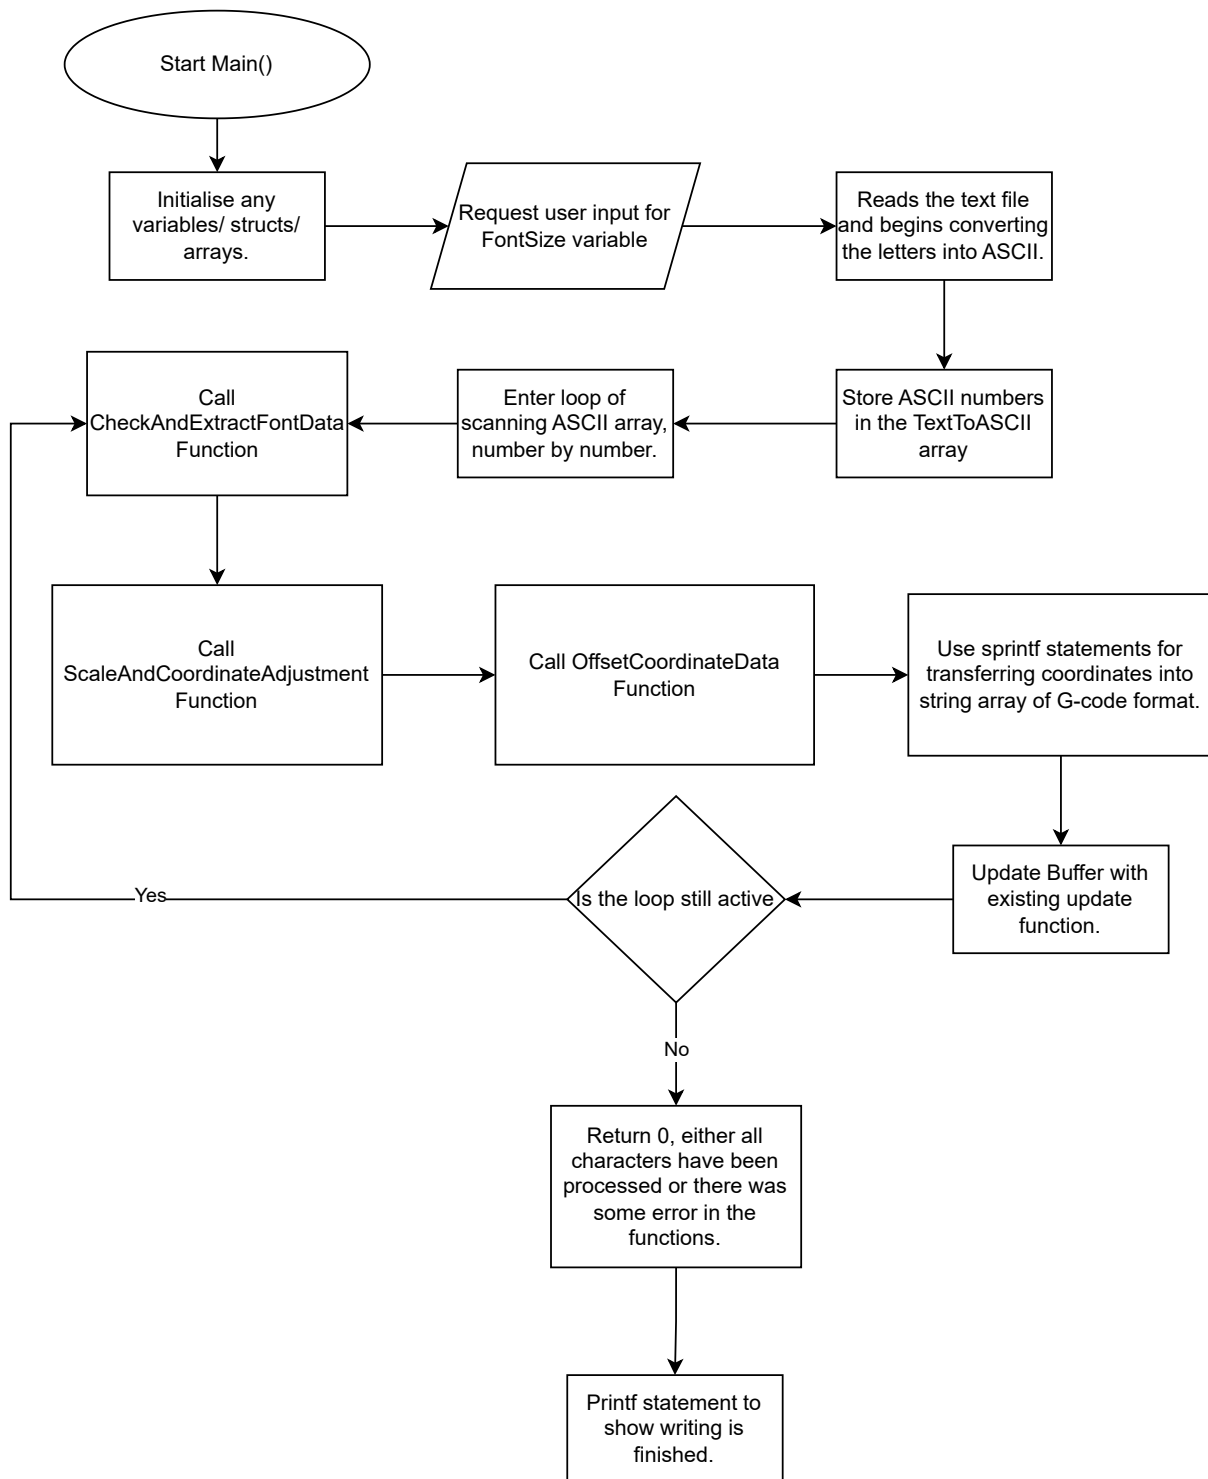 Start Main()
Initialise any
variables/ structs/
arrays.
Request user input for
FontSize variable
Reads the text file
and begins converting
the letters into ASCII.
Call
CheckAndExtractFontData
Function
Enter loop of
scanning ASCII array,
number by number.
Store ASCII numbers
in the TextToASCII
array
Call
ScaleAndCoordinateAdjustment
Function
Call OffsetCoordinateData
Function
Use sprintf statements for
transferring coordinates into
string array of G-code format.
Yes
Is the loop still active
Update Buffer with
existing update
function.
No
Return 0, either all
characters have been
processed or there was
some error in the
functions.
Printf statement to
show writing is
finished.